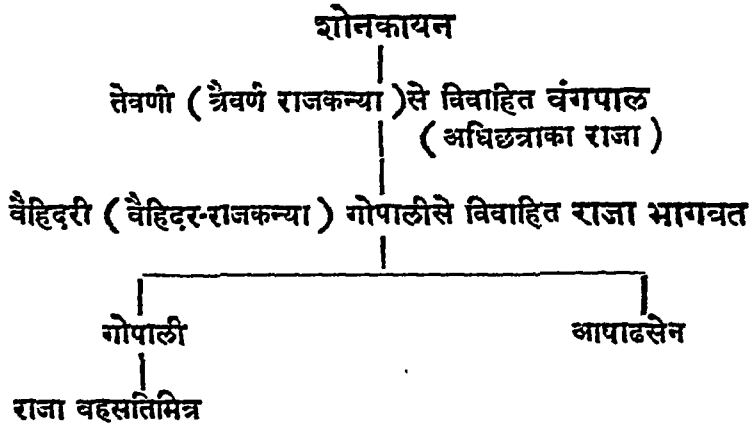 शोनकायन
तेवणी ( त्रैवर्ण राजकन्या )से विवाहित वंगपाल
( अधिछत्राका राजा )
वैहिदरी ( वैहिदर-राजकन्या ) गोपालीसे विवाहित राजा भागवत
गोपाली आषाढसेन
राजा वहसतिमित्र